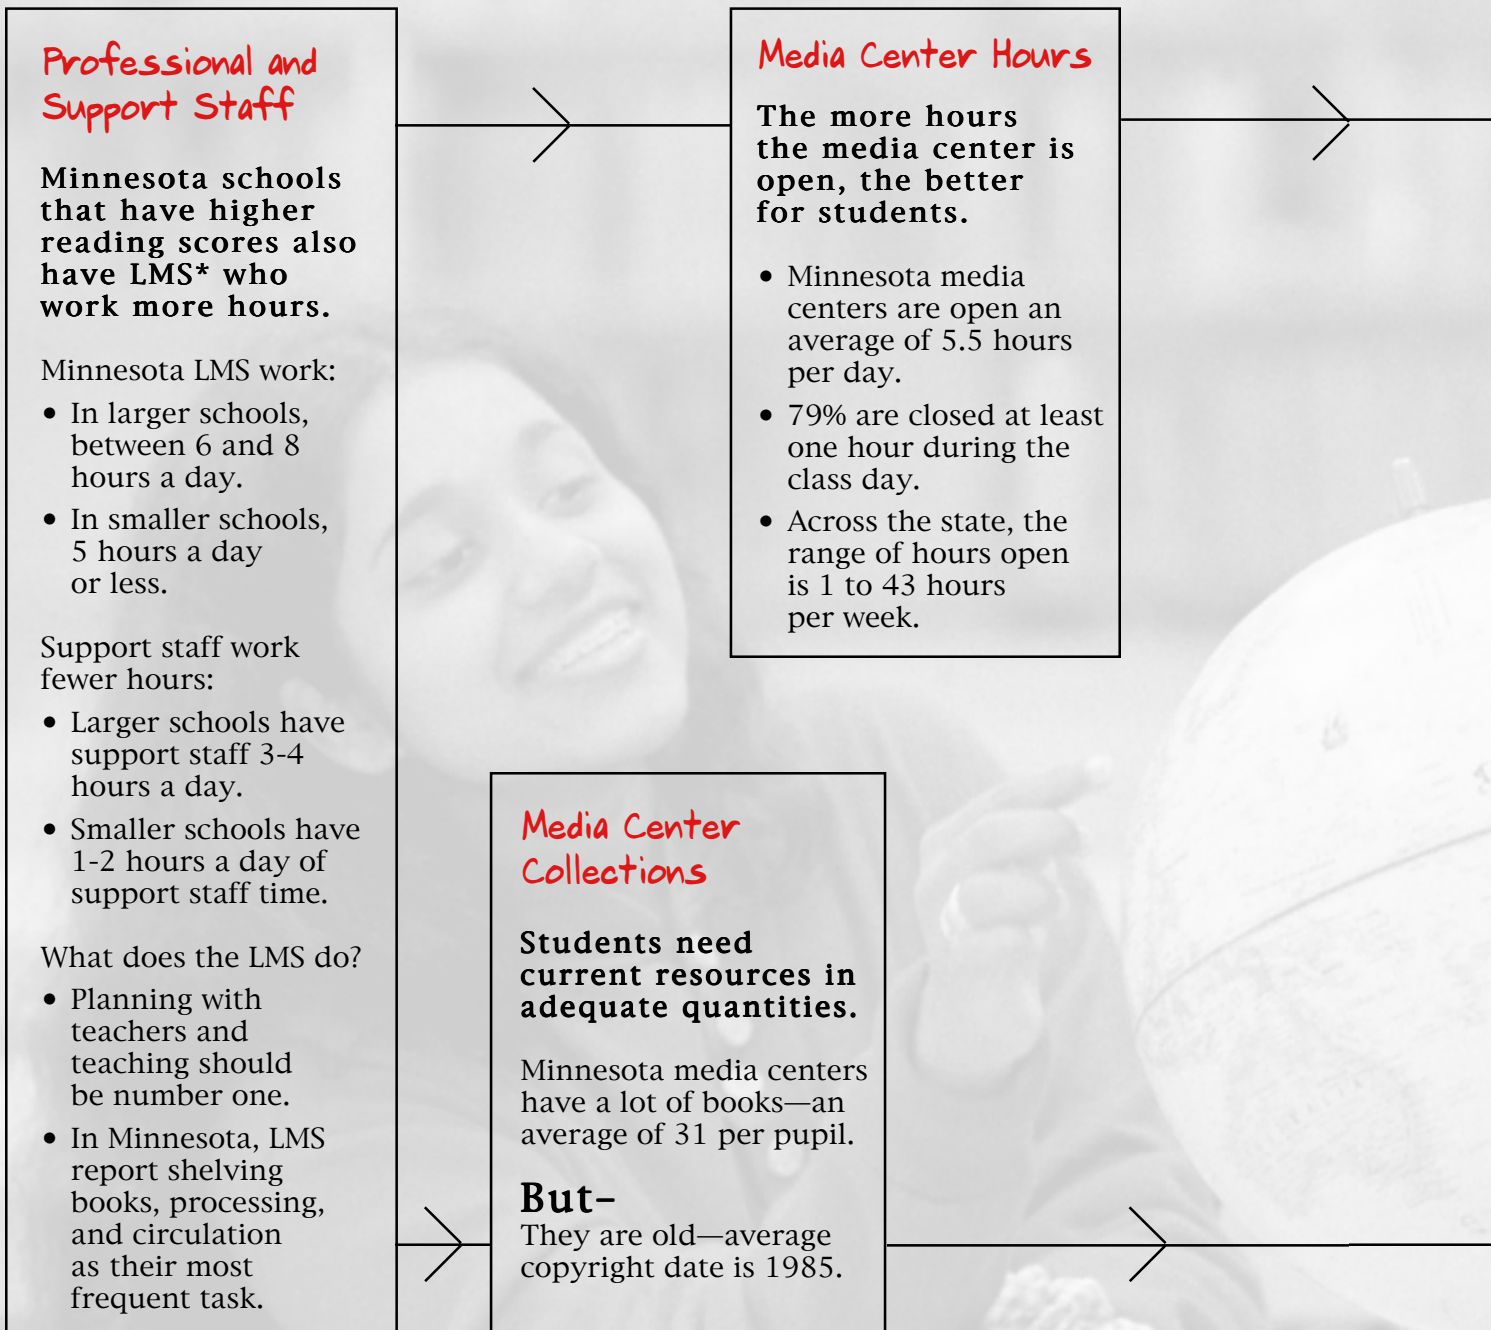 Professional and
Support Staff
Minnesota schools
that have higher
reading scores also
have LMS* who
work more hours.
Minnesota LMS work:
• In larger schools,
between 6 and 8
hours a day.
• In smaller schools,
5 hours a day
or less.
Support staff work
fewer hours:
• Larger schools have
support staff 3-4
hours a day.
• Smaller schools have
1-2 hours a day of
support staff time.
What does the LMS do?
• Planning with
teachers and
teaching should
be number one.
• In Minnesota, LMS
report shelving
books, processing,
and circulation
as their most
frequent task.
Media Center Hours
The more hours
the media center is
open, the better
for students.
• Minnesota media
centers are open an
average of 5.5 hours
per day.
• 79% are closed at least
one hour during the
class day.
• Across the state, the
range of hours open
is 1 to 43 hours
per week.
Media Center
Collections
Students need
current resources in
adequate quantities.
Minnesota media centers
have a lot of books—an
average of 31 per pupil.
But–
They are old—average
copyright date is 1985.